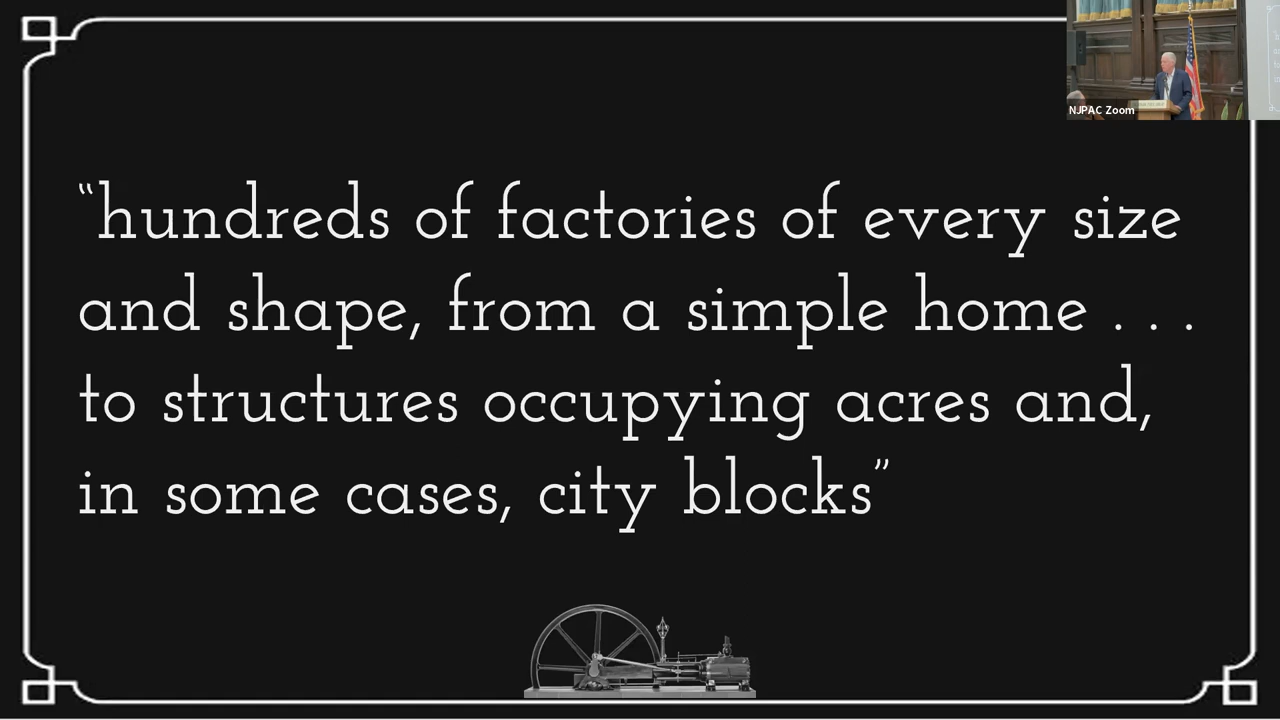 NJPAC Zoom
“hundreds of factories of every size
and shape, from a simple home . . .
to structures occupying acres and,
in some cases, city blocks”